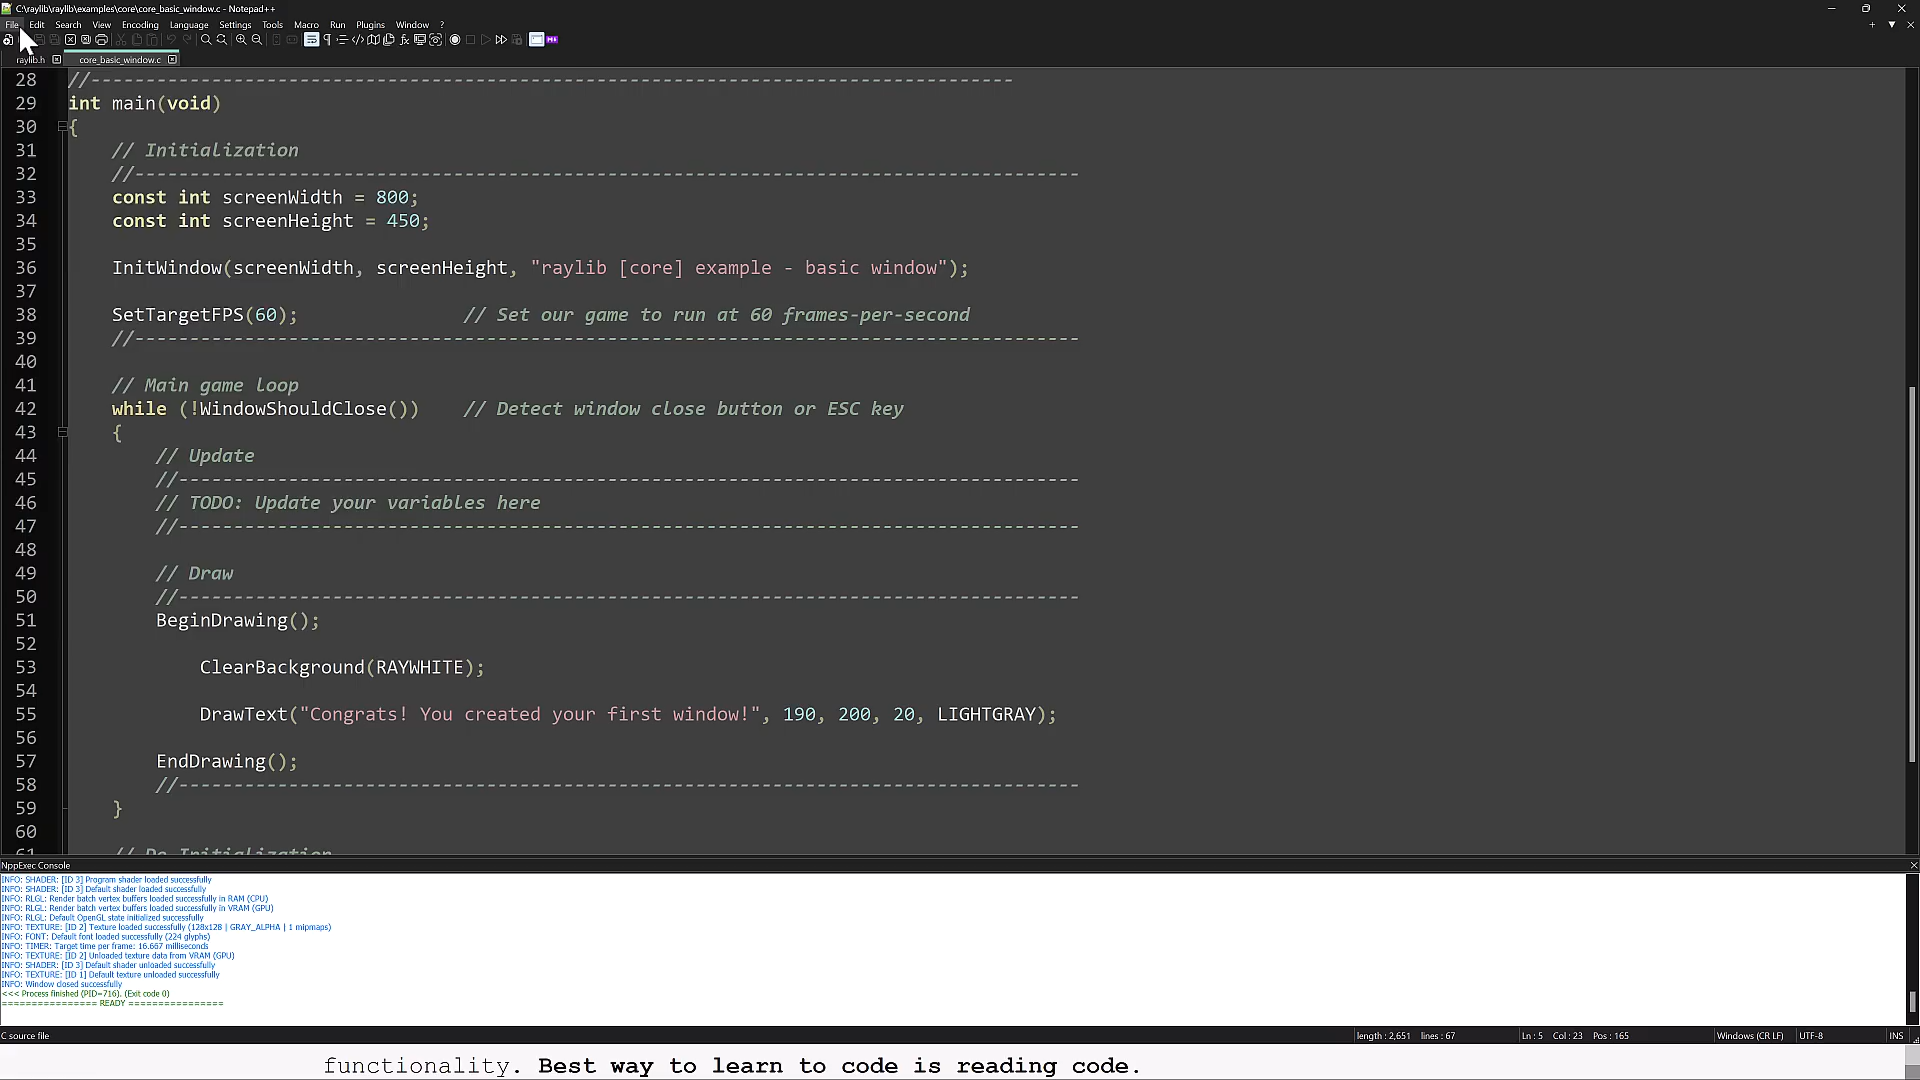 C:\raylib\raylib\examples\core\core_basic_window.c - Notepad++
File Edit Search View Encoding Language Settings Tools Macro Run Plugins Window ?
raylib.h core_basic_window.c
28 //--------------------------------------------------------------------------------------
29 int main(void)
30 {
31 // Initialization
32 //--------------------------------------------------------------------------------------
33 const int screenWidth = 800;
34 const int screenHeight = 450;
35
36 InitWindow(screenWidth, screenHeight, "raylib [core] example - basic window");
37
38 SetTargetFPS(60); // Set our game to run at 60 frames-per-second
39 //--------------------------------------------------------------------------------------
40
41 // Main game loop
42 while (!WindowShouldClose()) // Detect window close button or ESC key
43 {
44 // Update
45 //----------------------------------------------------------------------------------
46 // TODO: Update your variables here
47 //----------------------------------------------------------------------------------
48
49 // Draw
50 //----------------------------------------------------------------------------------
51 BeginDrawing();
52
53 ClearBackground(RAYWHITE);
54
55 DrawText("Congrats! You created your first window!", 190, 200, 20, LIGHTGRAY);
56
57 EndDrawing();
58 //----------------------------------------------------------------------------------
59 }
60
61 // De-Initialization
NppExec Console
INFO: SHADER: [ID 3] Program shader loaded successfully
INFO: SHADER: [ID 3] Default shader loaded successfully
INFO: RLGL: Render batch vertex buffers loaded successfully in RAM (CPU)
INFO: RLGL: Render batch vertex buffers loaded successfully in VRAM (GPU)
INFO: RLGL: Default OpenGL state initialized successfully
INFO: TEXTURE: [ID 2] Texture loaded successfully (128x128 | GRAY_ALPHA | 1 mipmaps)
INFO: FONT: Default font loaded successfully (224 glyphs)
INFO: TIMER: Target time per frame: 16.667 milliseconds
INFO: TEXTURE: [ID 2] Unloaded texture data from VRAM (GPU)
INFO: SHADER: [ID 3] Default shader unloaded successfully
INFO: TEXTURE: [ID 1] Default texture unloaded successfully
INFO: Window closed successfully
<<< Process finished (PID=716). (Exit code 0)
================ READY ================
C source file length : 2,651 lines : 67 Ln : 5 Col : 23 Pos : 165 Windows (CR LF) UTF-8 INS
functionality. Best way to learn to code is reading code.